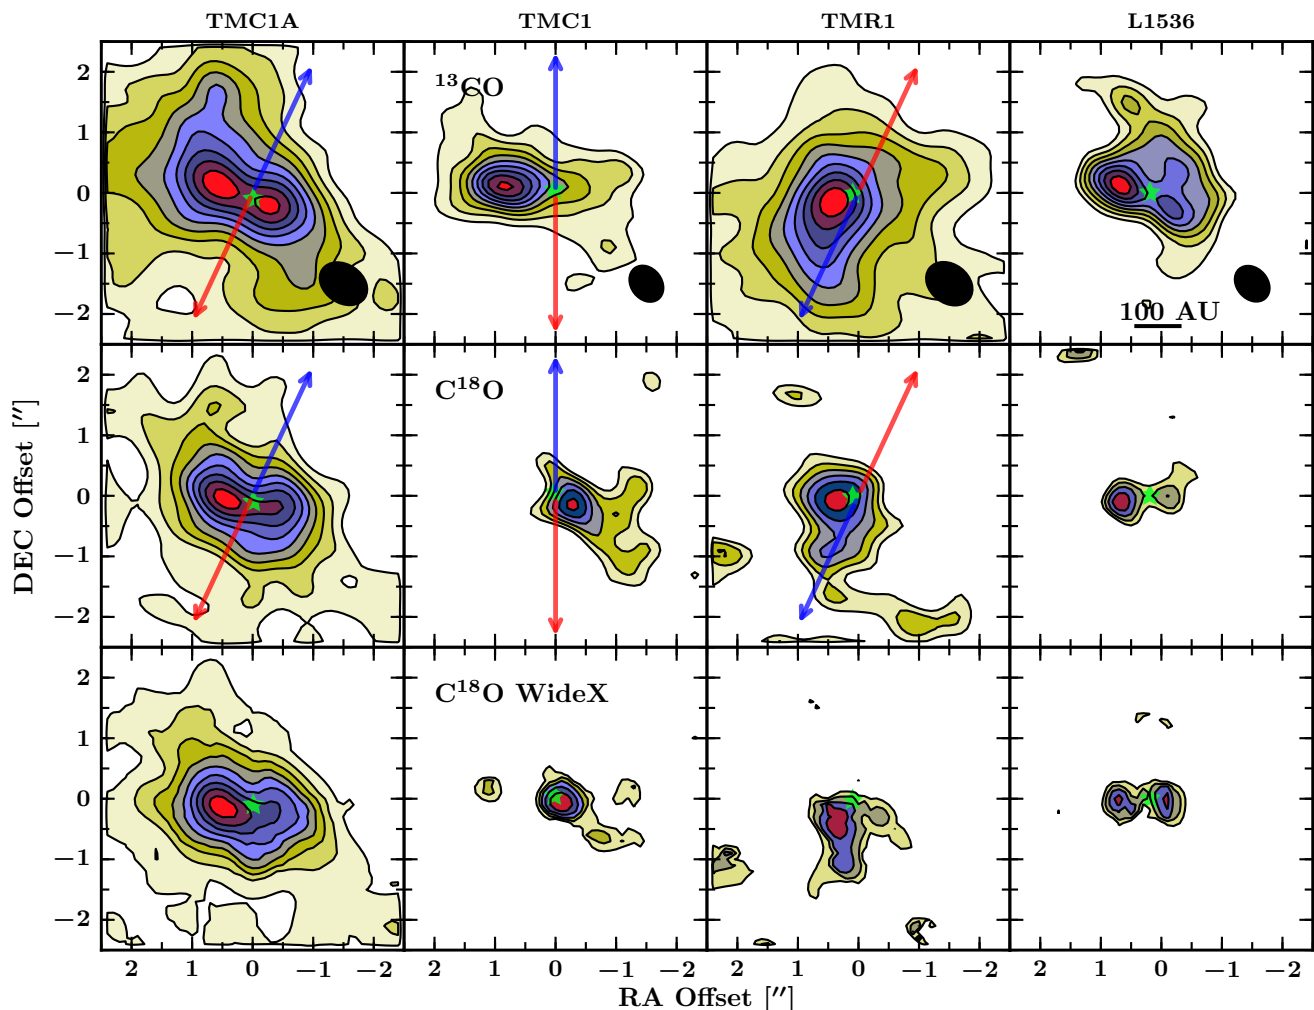 TMC1A TMC1 TMR1 L1536
2 1 0 −1 −2
¹³CO
100 AU
2 1 0 −1 −2
C¹⁸O
DEC Offset [″]
2 1 0 −1 −2
C¹⁸O WideX
2 1 0 −1 −2 2 1 0 −1 −2 2 1 0 −1 −2 2 1 0 −1 −2
RA Offset [″]